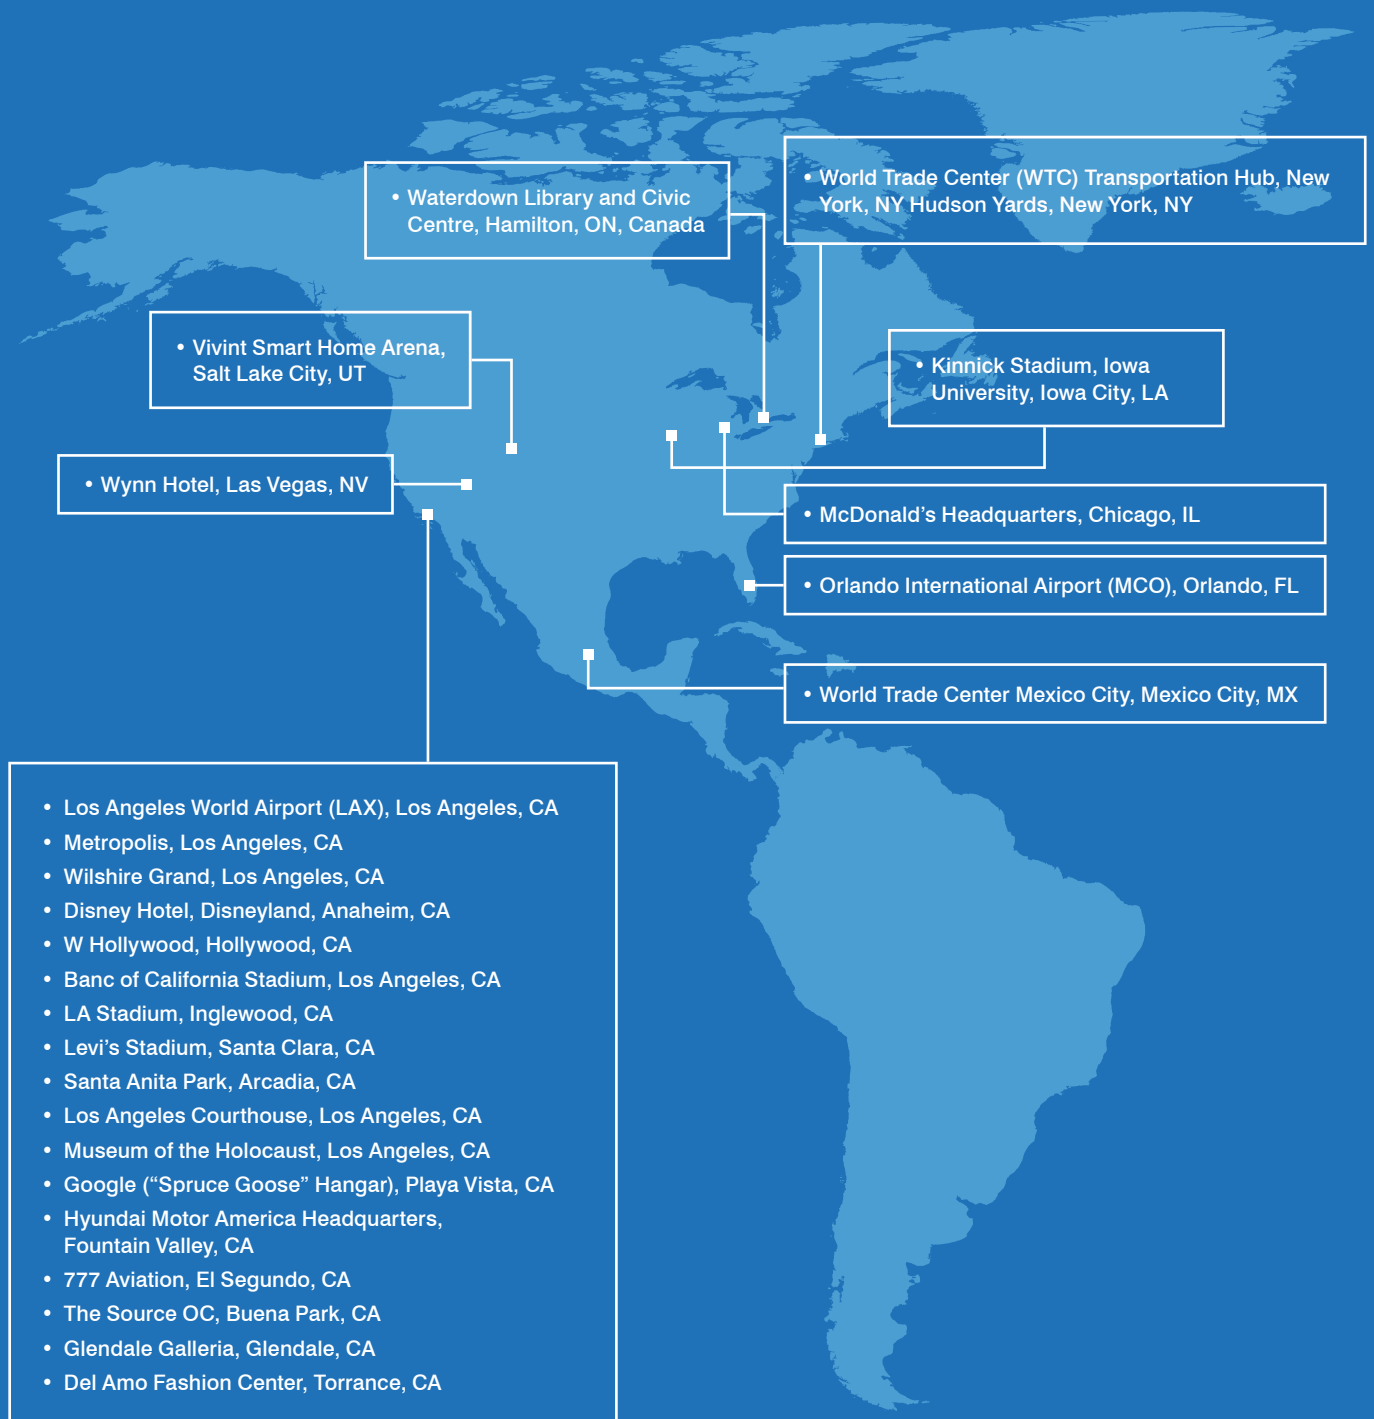 • Waterdown Library and Civic
Centre, Hamilton, ON, Canada
• World Trade Center (WTC) Transportation Hub, New
York, NY Hudson Yards, New York, NY
• Vivint Smart Home Arena,
Salt Lake City, UT
• Kinnick Stadium, Iowa
University, Iowa City, LA
• Wynn Hotel, Las Vegas, NV
• McDonald’s Headquarters, Chicago, IL
• Orlando International Airport (MCO), Orlando, FL
• World Trade Center Mexico City, Mexico City, MX
• Los Angeles World Airport (LAX), Los Angeles, CA
• Metropolis, Los Angeles, CA
• Wilshire Grand, Los Angeles, CA
• Disney Hotel, Disneyland, Anaheim, CA
• W Hollywood, Hollywood, CA
• Banc of California Stadium, Los Angeles, CA
• LA Stadium, Inglewood, CA
• Levi’s Stadium, Santa Clara, CA
• Santa Anita Park, Arcadia, CA
• Los Angeles Courthouse, Los Angeles, CA
• Museum of the Holocaust, Los Angeles, CA
• Google (“Spruce Goose” Hangar), Playa Vista, CA
• Hyundai Motor America Headquarters,
Fountain Valley, CA
• 777 Aviation, El Segundo, CA
• The Source OC, Buena Park, CA
• Glendale Galleria, Glendale, CA
• Del Amo Fashion Center, Torrance, CA